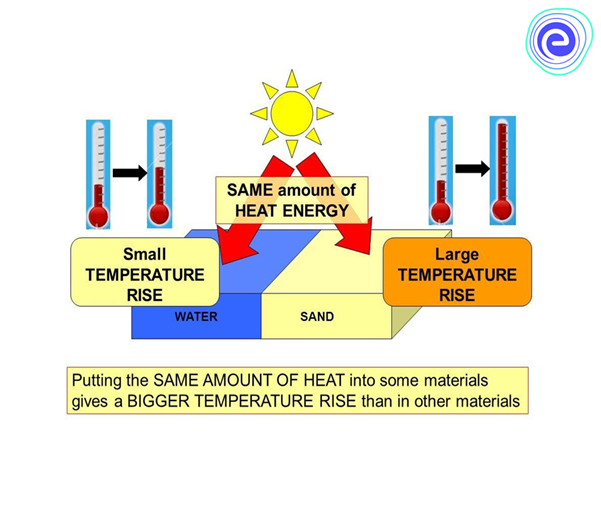 SAME amount of
HEAT ENERGY
Small
TEMPERATURE
RISE
Large
TEMPERATURE
RISE
WATER
SAND
Putting the SAME AMOUNT OF HEAT into some materials
gives a BIGGER TEMPERATURE RISE than in other materials